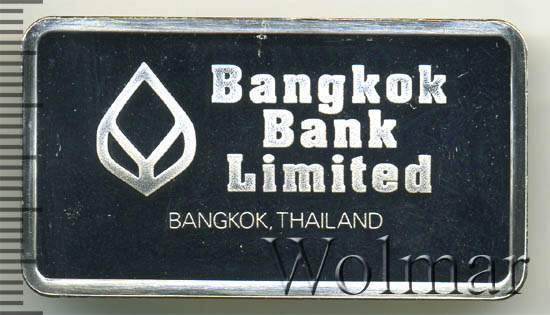 Bangkok
Bank
Limited
BANGKOK, THAILAND
Wolmar